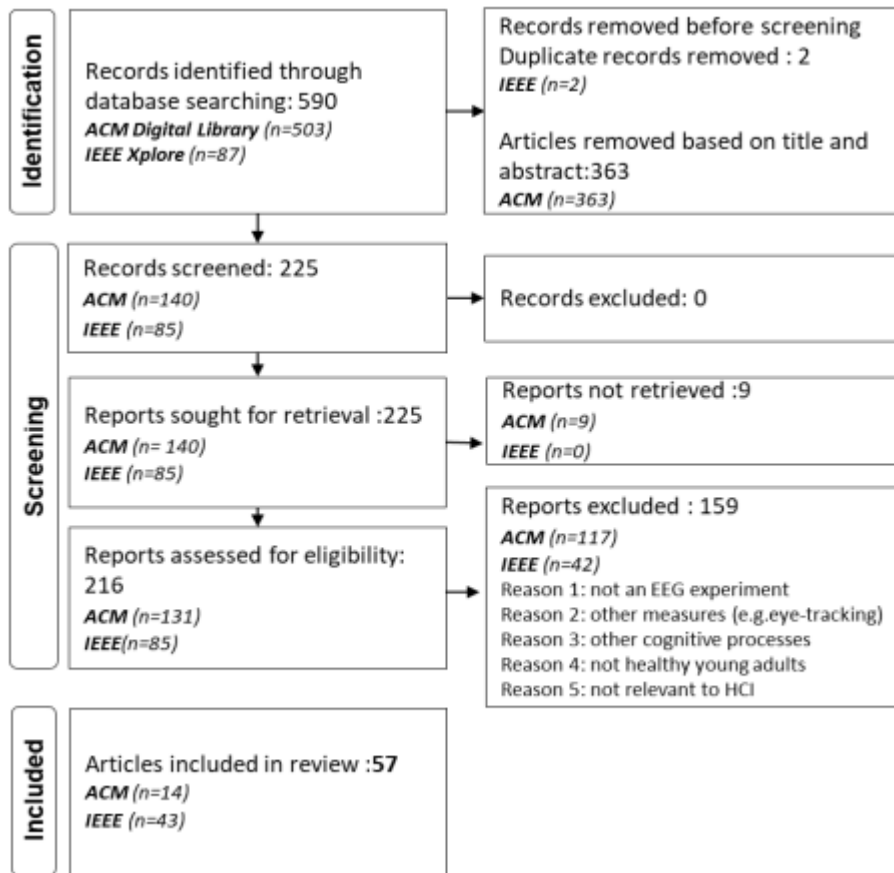 Identification
Records identified through
database searching: 590
ACM Digital Library (n=503)
IEEE Xplore (n=87)
Records removed before screening
Duplicate records removed : 2
IEEE (n=2)
Articles removed based on title and
abstract:363
ACM (n=363)
Screening
Records screened: 225
ACM (n=140)
IEEE (n=85)
Records excluded: 0
Reports sought for retrieval :225
ACM (n= 140)
IEEE (n=85)
Reports not retrieved :9
ACM (n=9)
IEEE (n=0)
Reports assessed for eligibility:
216
ACM (n=131)
IEEE(n=85)
Reports excluded : 159
ACM (n=117)
IEEE (n=42)
Reason 1: not an EEG experiment
Reason 2: other measures (e.g.eye-tracking)
Reason 3: other cognitive processes
Reason 4: not healthy young adults
Reason 5: not relevant to HCI
Included
Articles included in review :57
ACM (n=14)
IEEE (n=43)